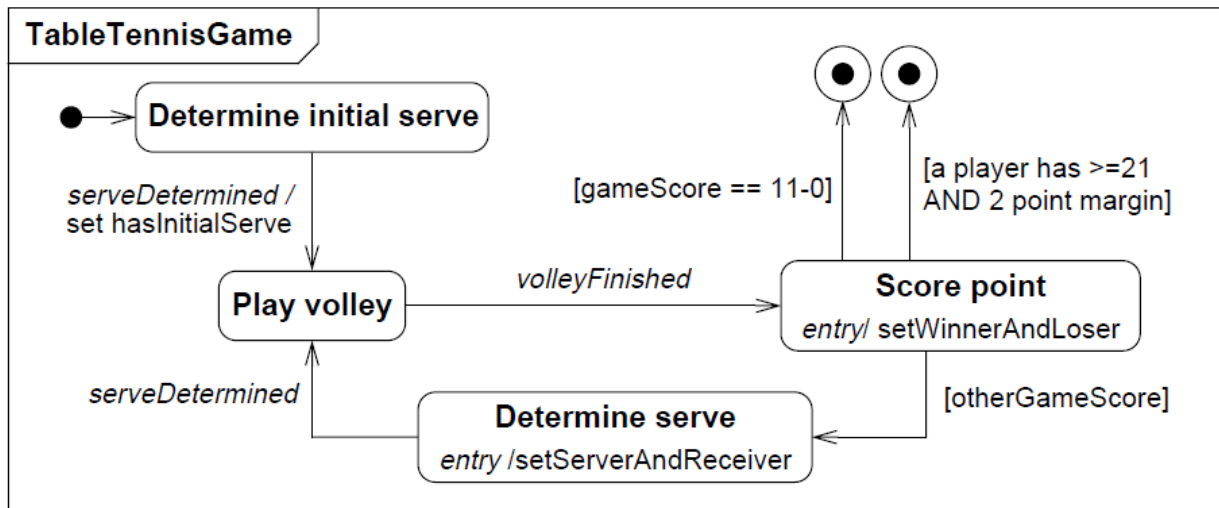 TableTennisGame
Determine initial serve
serveDetermined /
set hasInitialServe
[gameScore == 11-0]
[a player has >=21
AND 2 point margin]
Play volley
volleyFinished
Score point
entry/ setWinnerAndLoser
serveDetermined
[otherGameScore]
Determine serve
entry /setServerAndReceiver